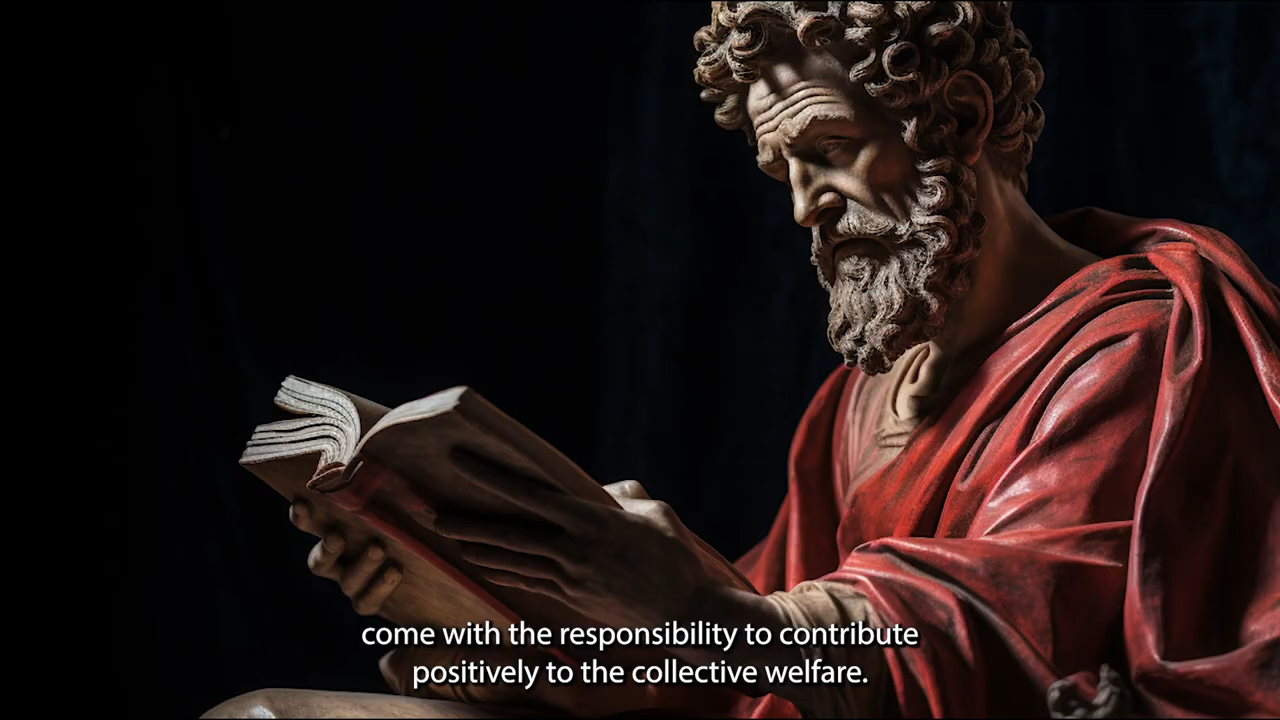 come with the responsibility to contribute
positively to the collective welfare.